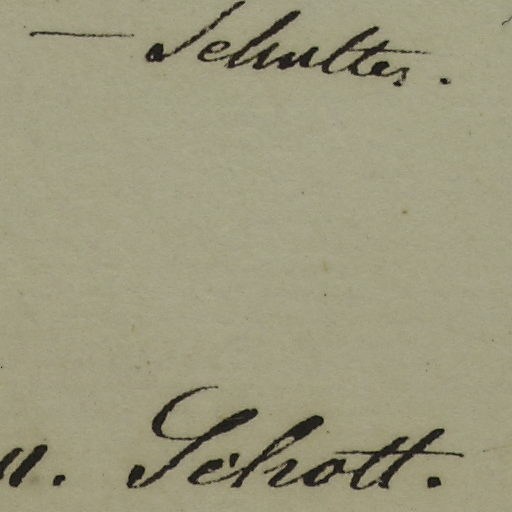 — Schultes.
n. Schott.